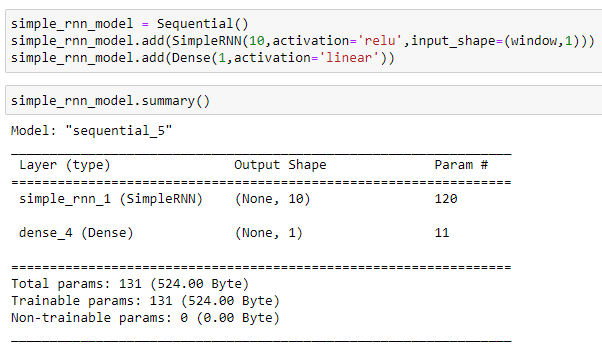 simple_rnn_model = Sequential()
simple_rnn_model.add(SimpleRNN(10,activation='relu',input_shape=(window,1)))
simple_rnn_model.add(Dense(1,activation='linear'))
simple_rnn_model.summary()
Model: "sequential_5"
_________________________________________________________________
Layer (type) Output Shape Param #
=================================================================
simple_rnn_1 (SimpleRNN) (None, 10) 120
dense_4 (Dense) (None, 1) 11
=================================================================
Total params: 131 (524.00 Byte)
Trainable params: 131 (524.00 Byte)
Non-trainable params: 0 (0.00 Byte)
_________________________________________________________________